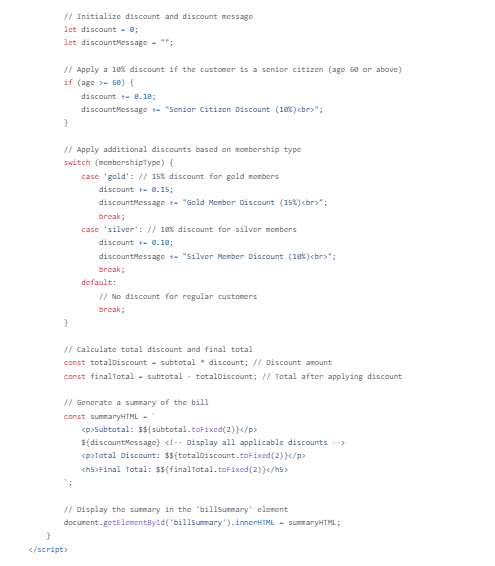 // Initialize discount and discount message
let discount = 0;
let discountMessage = "";
// Apply a 10% discount if the customer is a senior citizen (age 60 or above)
if (age >= 60) {
discount += 0.10;
discountMessage += "Senior Citizen Discount (10%)<br>";
}
// Apply additional discounts based on membership type
switch (membershipType) {
case 'gold': // 15% discount for gold members
discount += 0.15;
discountMessage += "Gold Member Discount (15%)<br>";
break;
case 'silver': // 10% discount for silver members
discount += 0.10;
discountMessage += "Silver Member Discount (10%)<br>";
break;
default:
// No discount for regular customers
break;
}
// Calculate total discount and final total
const totalDiscount = subtotal * discount; // Discount amount
const finalTotal = subtotal - totalDiscount; // Total after applying discount
// Generate a summary of the bill
const summaryHTML = `
<p>Subtotal: $${subtotal.toFixed(2)}</p>
${discountMessage} <!-- Display all applicable discounts -->
<p>Total Discount: $${totalDiscount.toFixed(2)}</p>
<h5>Final Total: $${finalTotal.toFixed(2)}</h5>
`;
// Display the summary in the 'billSummary' element
document.getElementById('billSummary').innerHTML = summaryHTML;
}
</script>